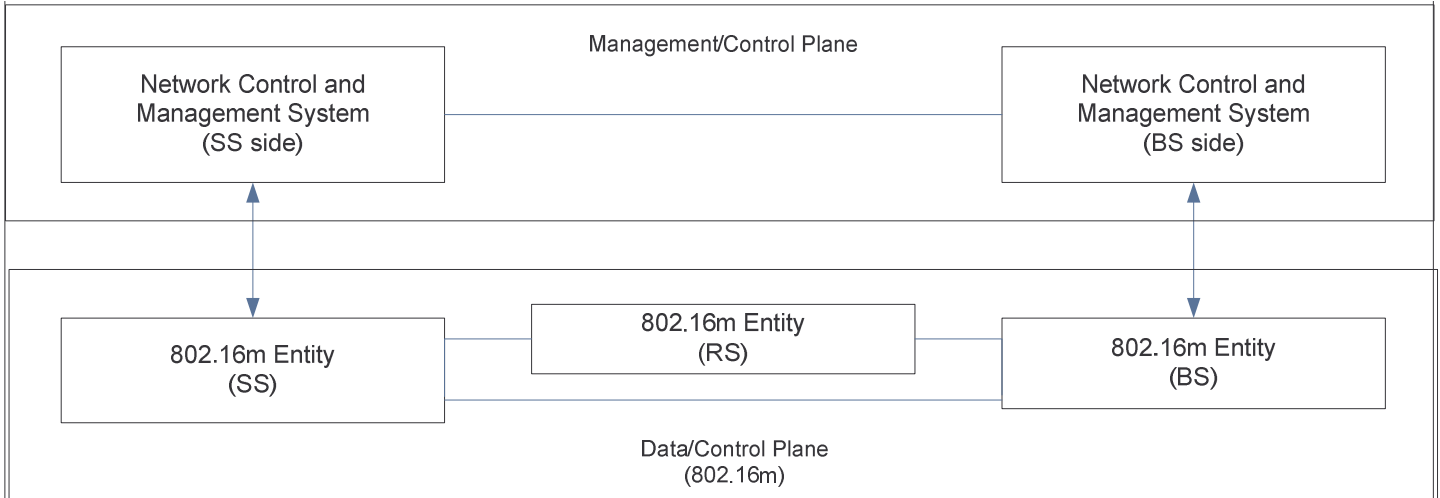 Management/Control Plane
Network Control and
Management System
(SS side)
Network Control and
Management System
(BS side)
802.16m Entity
(SS)
802.16m Entity
(RS)
802.16m Entity
(BS)
Data/Control Plane
(802.16m)